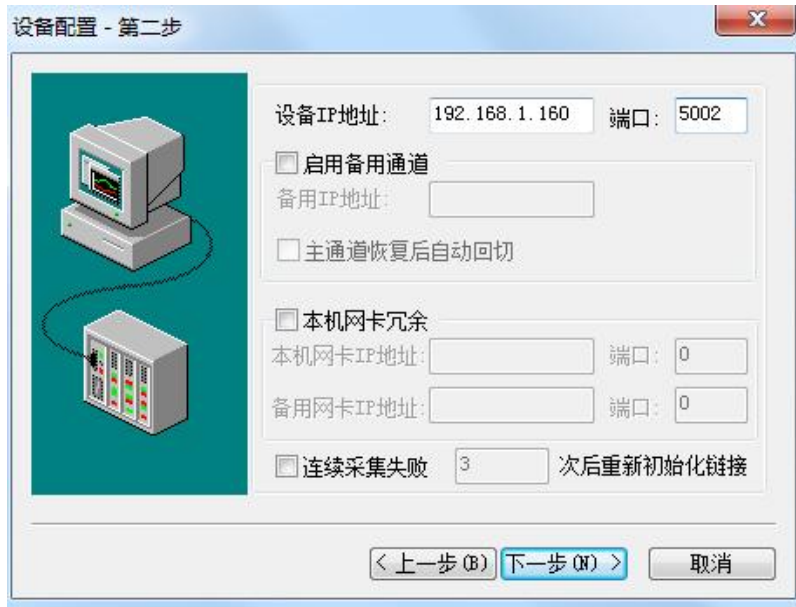 设备配置 - 第二步
设备IP地址: 192.168.1.160 端口: 5002
启用备用通道
备用IP地址:
主通道恢复后自动回切
本机网卡冗余
本机网卡IP地址: 端口: 0
备用网卡IP地址: 端口: 0
连续采集失败 3 次后重新初始化链接
< 上一步(B) 下一步(N) > 取消